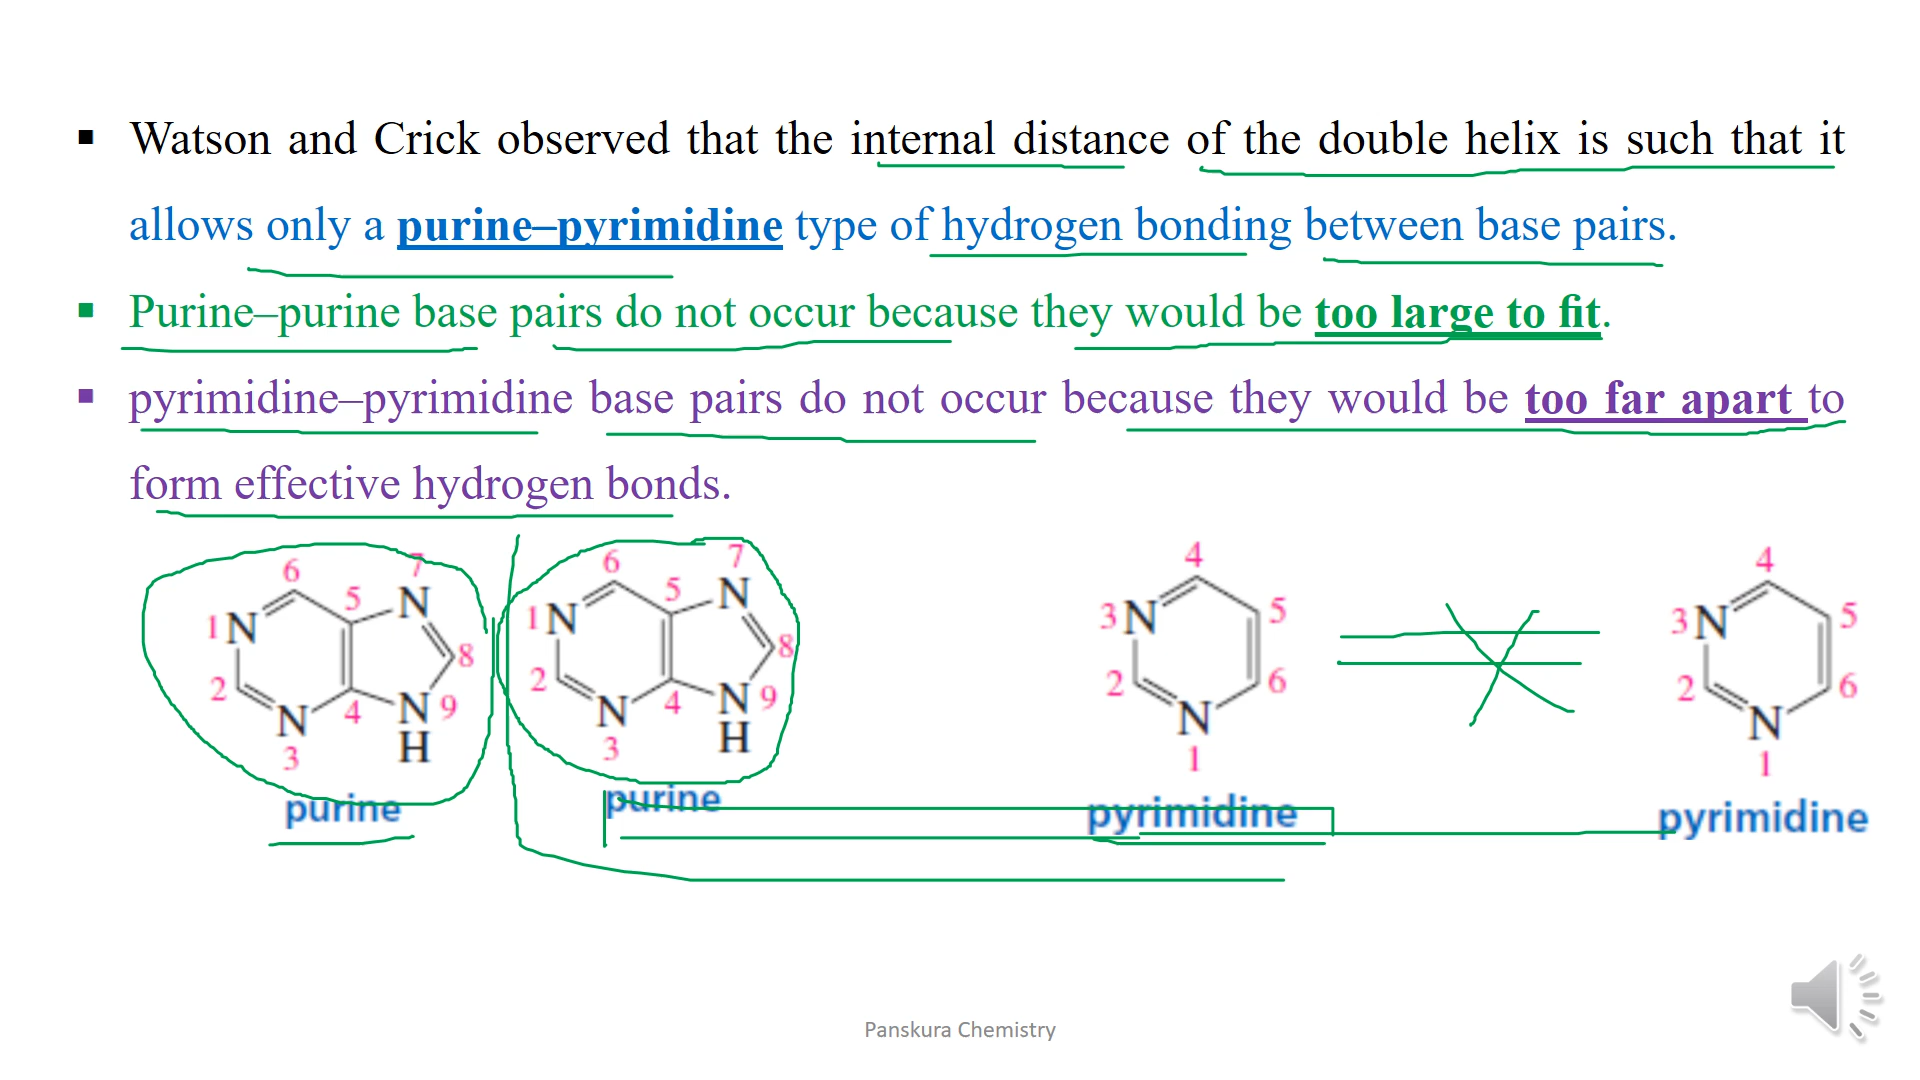 ▪ Watson and Crick observed that the internal distance of the double helix is such that it
allows only a purine–pyrimidine type of hydrogen bonding between base pairs.
▪ Purine–purine base pairs do not occur because they would be too large to fit.
▪ pyrimidine–pyrimidine base pairs do not occur because they would be too far apart to
form effective hydrogen bonds.
6 7 5 1 N N 8 2 N 4 N 9 3 H
purine
6 7 5 1 N N 8 2 N 4 N 9 3 H
purine
4 3 N 5 2 6 N 1
pyrimidine
4 3 N 5 2 6 N 1
pyrimidine
Panskura Chemistry